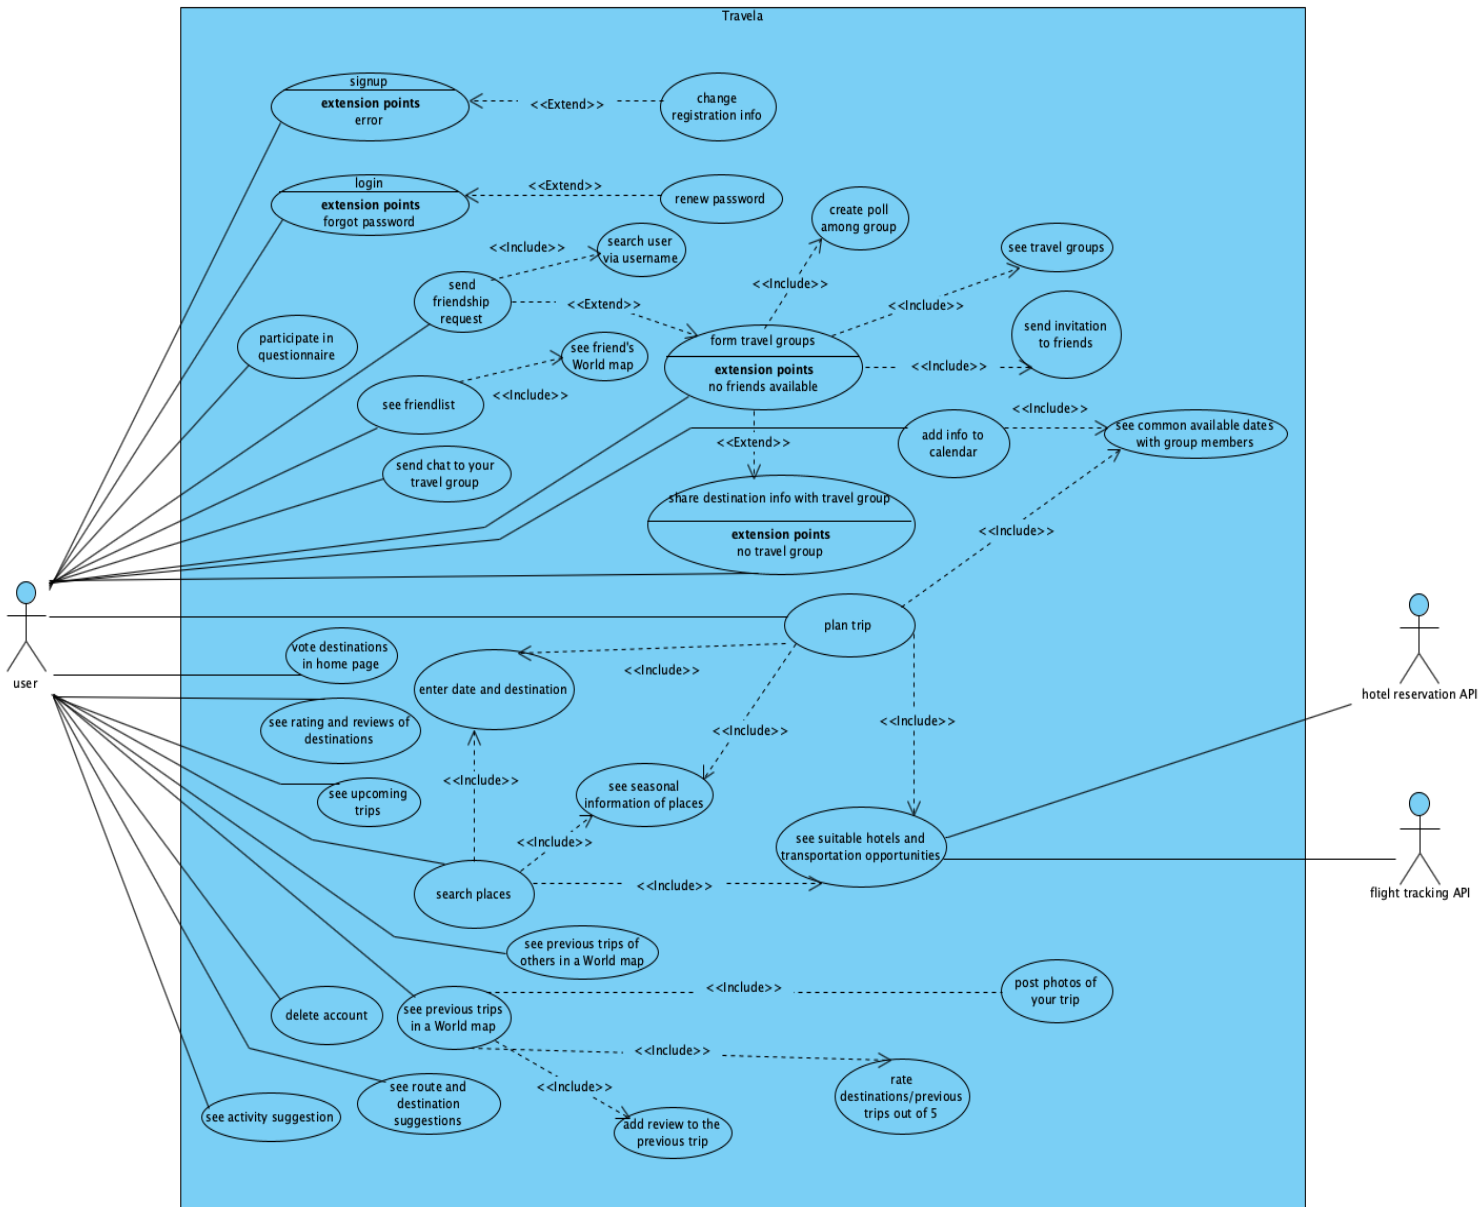 Travela
signup
extension points
error
<<Extend>>
change
registration info
login
extension points
forgot password
<<Extend>>
renew password
create poll
among group
<<Include>>
search user
via username
see travel groups
send
friendship
request
<<Extend>>
<<Include>>
<<Include>>
participate in
questionnaire
see friend's
World map
form travel groups
extension points
no friends available
send invitation
to friends
<<Include>>
see friendlist
<<Include>>
<<Include>>
add info to
calendar
see common available dates
with group members
<<Extend>>
send chat to your
travel group
share destination info with travel group
extension points
no travel group
<<Include>>
plan trip
user
vote destinations
in home page
enter date and destination
<<Include>>
hotel reservation API
see rating and reviews of
destinations
<<Include>>
<<Include>>
see upcoming
trips
<<Include>>
see seasonal
information of places
<<Include>>
see suitable hotels and
transportation opportunities
search places
<<Include>>
flight tracking API
see previous trips of
others in a World map
delete account
see previous trips
in a World map
<<Include>>
post photos of
your trip
<<Include>>
<<Include>>
rate
destinations/previous
trips out of 5
see activity suggestion
see route and
destination
suggestions
add review to the
previous trip